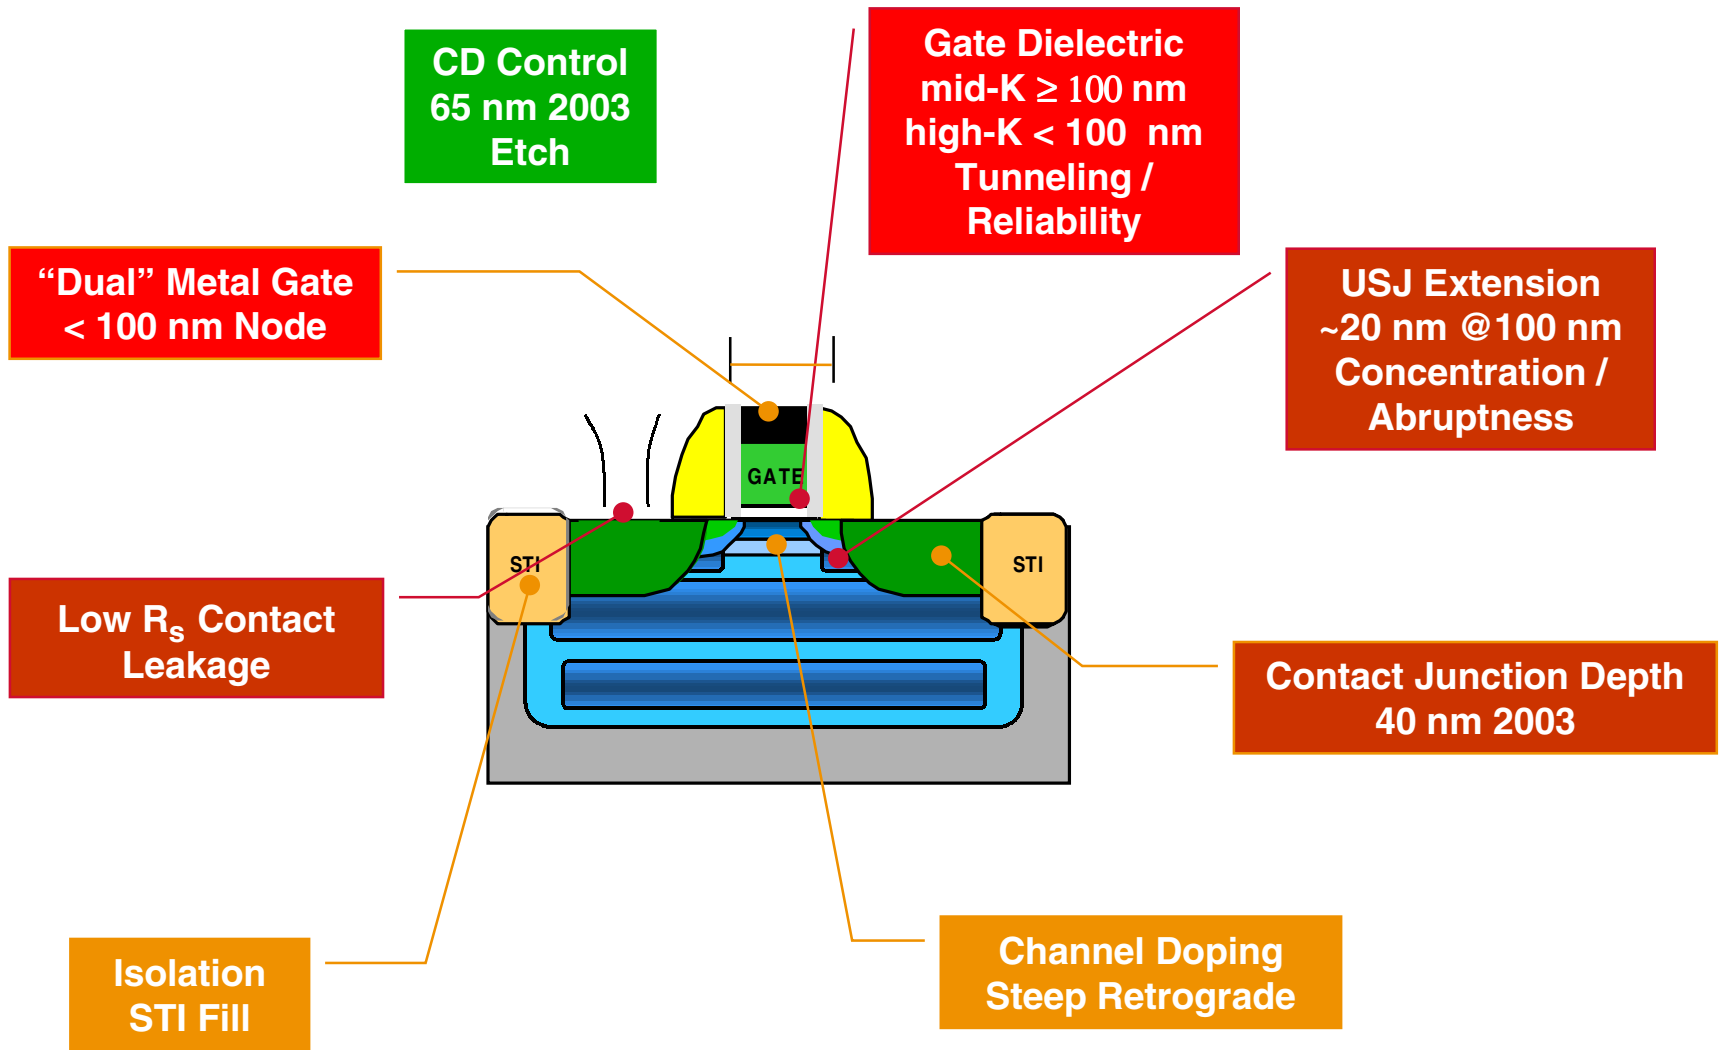 CD Control
65 nm 2003
Etch
Gate Dielectric
mid-K ≥ 100 nm
high-K < 100 nm
Tunneling /
Reliability
“Dual” Metal Gate
< 100 nm Node
USJ Extension
~20 nm @100 nm
Concentration /
Abruptness
GATE
STI
STI
Low Rs Contact
Leakage
Contact Junction Depth
40 nm 2003
Isolation
STI Fill
Channel Doping
Steep Retrograde